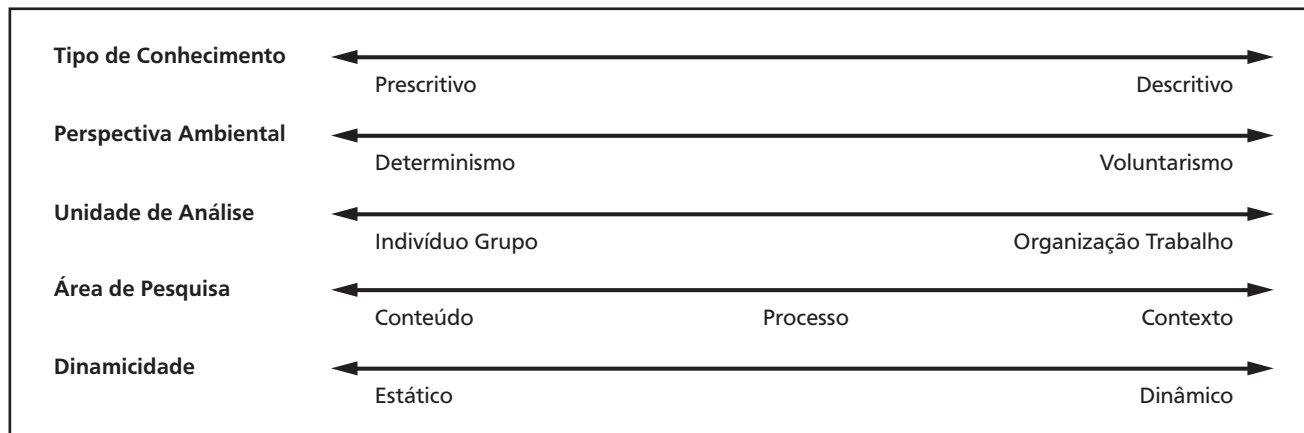 Tipo de Conhecimento
Prescritivo Descritivo
Perspectiva Ambiental
Determinismo Voluntarismo
Unidade de Análise
Indivíduo Grupo Organização Trabalho
Área de Pesquisa
Conteúdo Processo Contexto
Dinamicidade
Estático Dinâmico